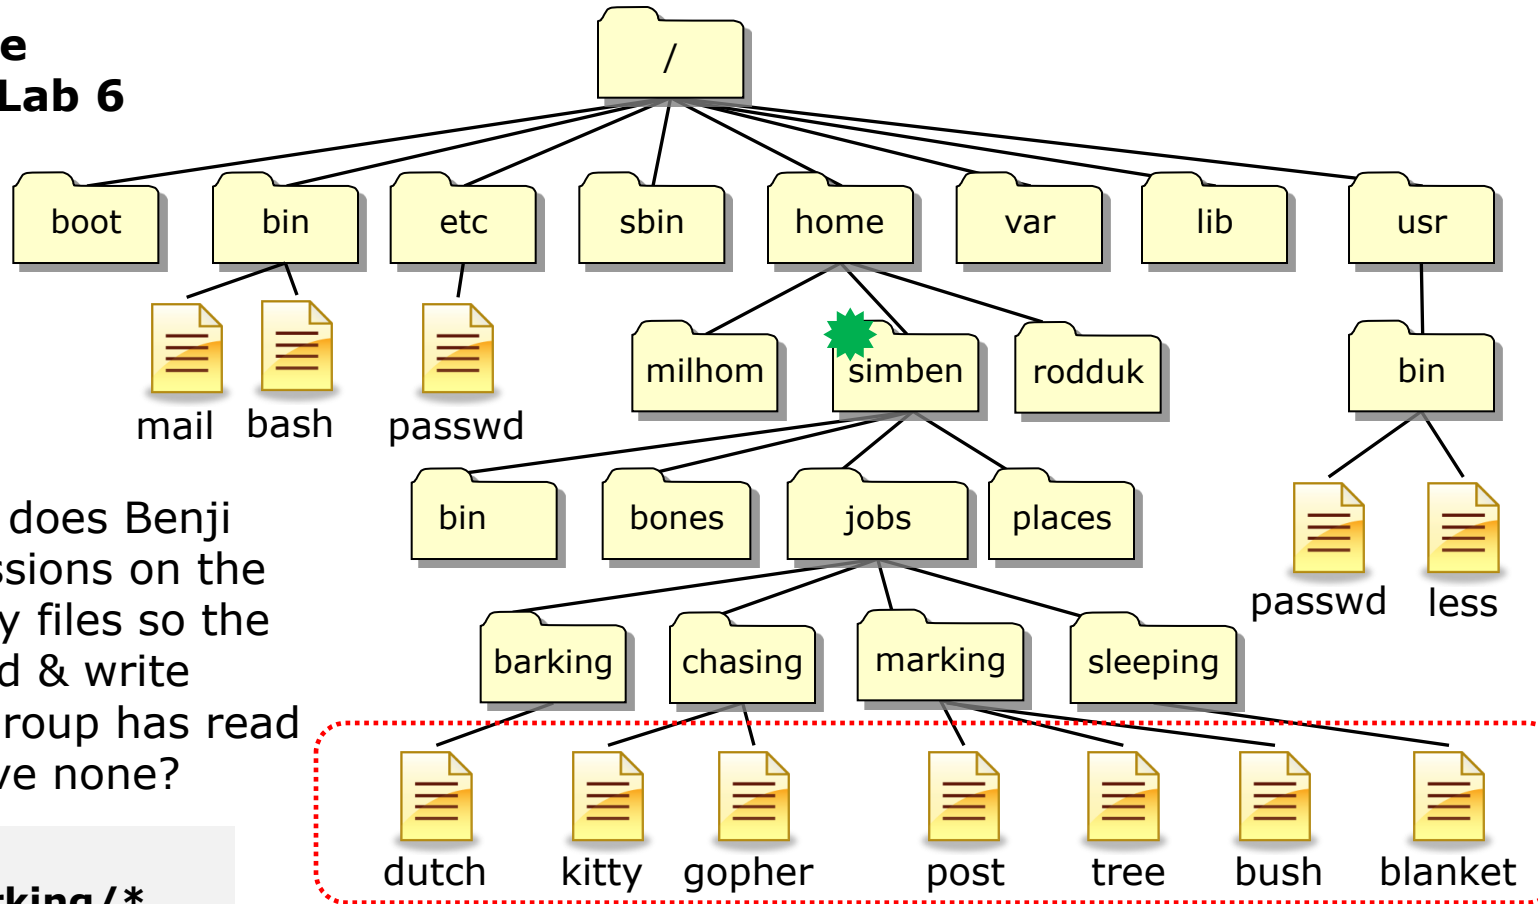 e
Lab 6
/
boot bin etc sbin home var lib usr
mail bash passwd
milhom simben rodduk bin
does Benji
bin bones jobs places
ssions on the
y files so the
passwd less
d & write
barking chasing marking sleeping
roup has read
ve none?
dutch kitty gopher post tree bush blanket
king/*